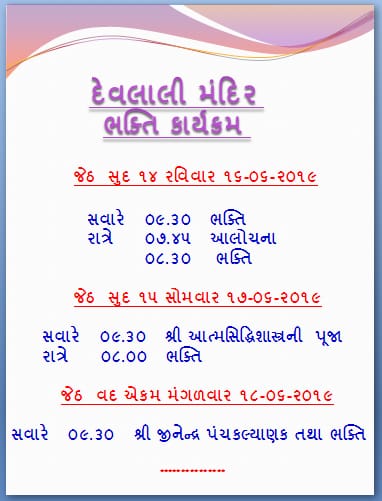 દેવલાલી મંદિર
ભક્તિ કાર્યક્રમ
જેઠ સુદ ૧૪ રવિવાર ૧૬-૦૬-૨૦૧૯
સવારે ૦૯.૩૦ ભક્તિ
રાત્રે ૦૭.૪૫ આલોચના
૦૮.૩૦ ભક્તિ
જેઠ સુદ ૧૫ સોમવાર ૧૭-૦૬-૨૦૧૯
સવારે ૦૯.૩૦ શ્રી આત્મસિદ્ધિશાસ્ત્રની પૂજા
રાત્રે ૦૮.૦૦ ભક્તિ
જેઠ વદ એકમ મંગળવાર ૧૮-૦૬-૨૦૧૯
સવારે ૦૯.૩૦ શ્રી જીનેન્દ્ર પંચકલ્યાણક તથા ભક્તિ
---------------